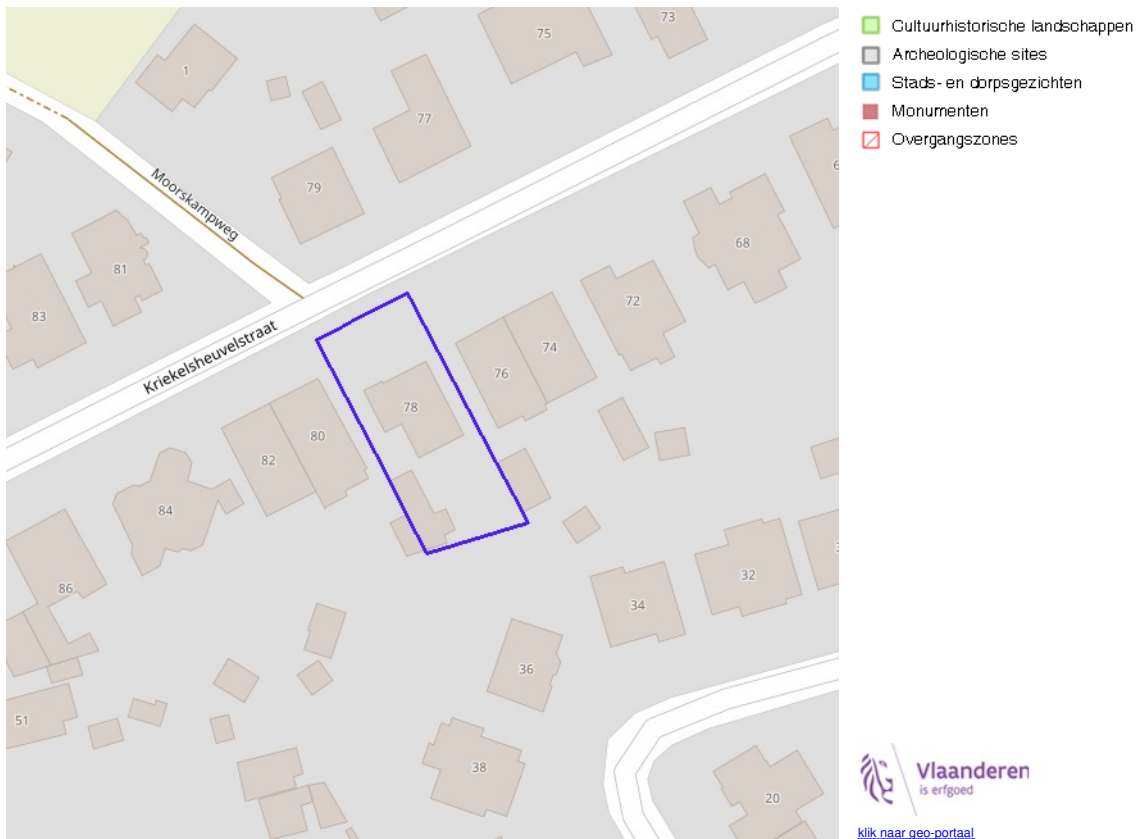 75
73
1
77
Moorskampweg
79
68
81
83
72
Kriekelsheuvelstraat
74
76
78
80
82
84
86
32
34
36
51
38
20
Cultuurhistorische landschappen
Archeologische sites
Stads- en dorpsgezichten
Monumenten
Overgangszones
Vlaanderen
is erfgoed
klik naar geo-portaal